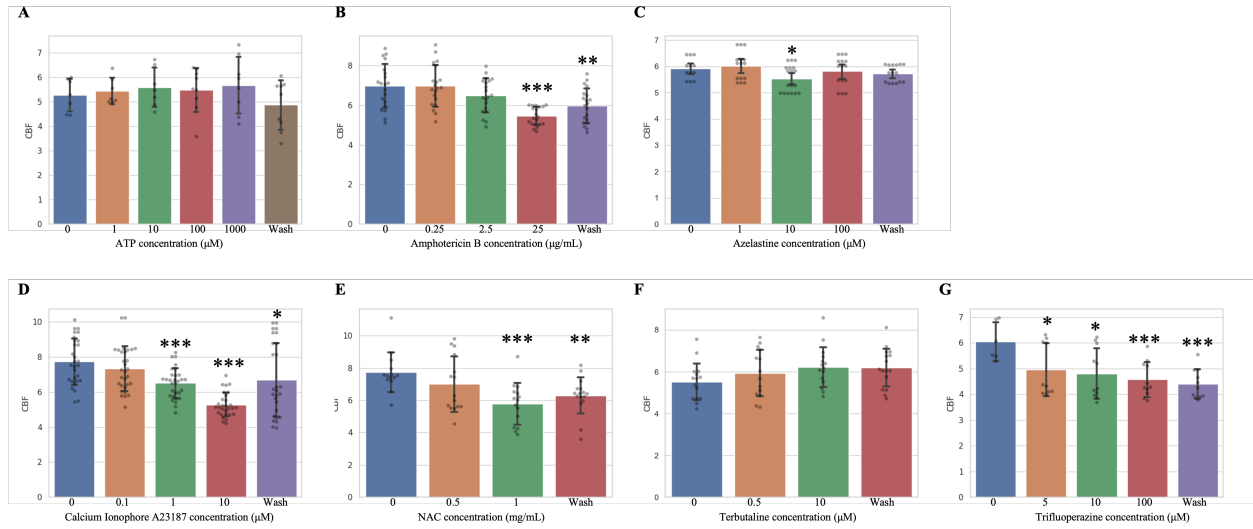 A
CBF
7
6
5
4
3
2
1
0
0 1 10 100 1000 Wash
ATP concentration (μM)
B
CBF
8
6
4
2
0
** 
***
0 0.25 2.5 25 Wash
Amphotericin B concentration (μg/mL)
C
CBF
7
6
5
4
3
2
1
0
*
0 1 10 100 Wash
Azelastine concentration (μM)
D
CBF
10
8
6
4
2
0
*
***
***
0 0.1 1 10 Wash
Calcium Ionophore A23187 concentration (μM)
E
CBF
10
8
6
4
2
0
*** **
0 0.5 1 Wash
NAC concentration (mg/mL)
F
CBF
8
6
4
2
0
0 0.5 10 Wash
Terbutaline concentration (μM)
G
CBF
7
6
5
4
3
2
1
0
* * *** ***
0 5 10 100 Wash
Trifluoperazine concentration (μM)